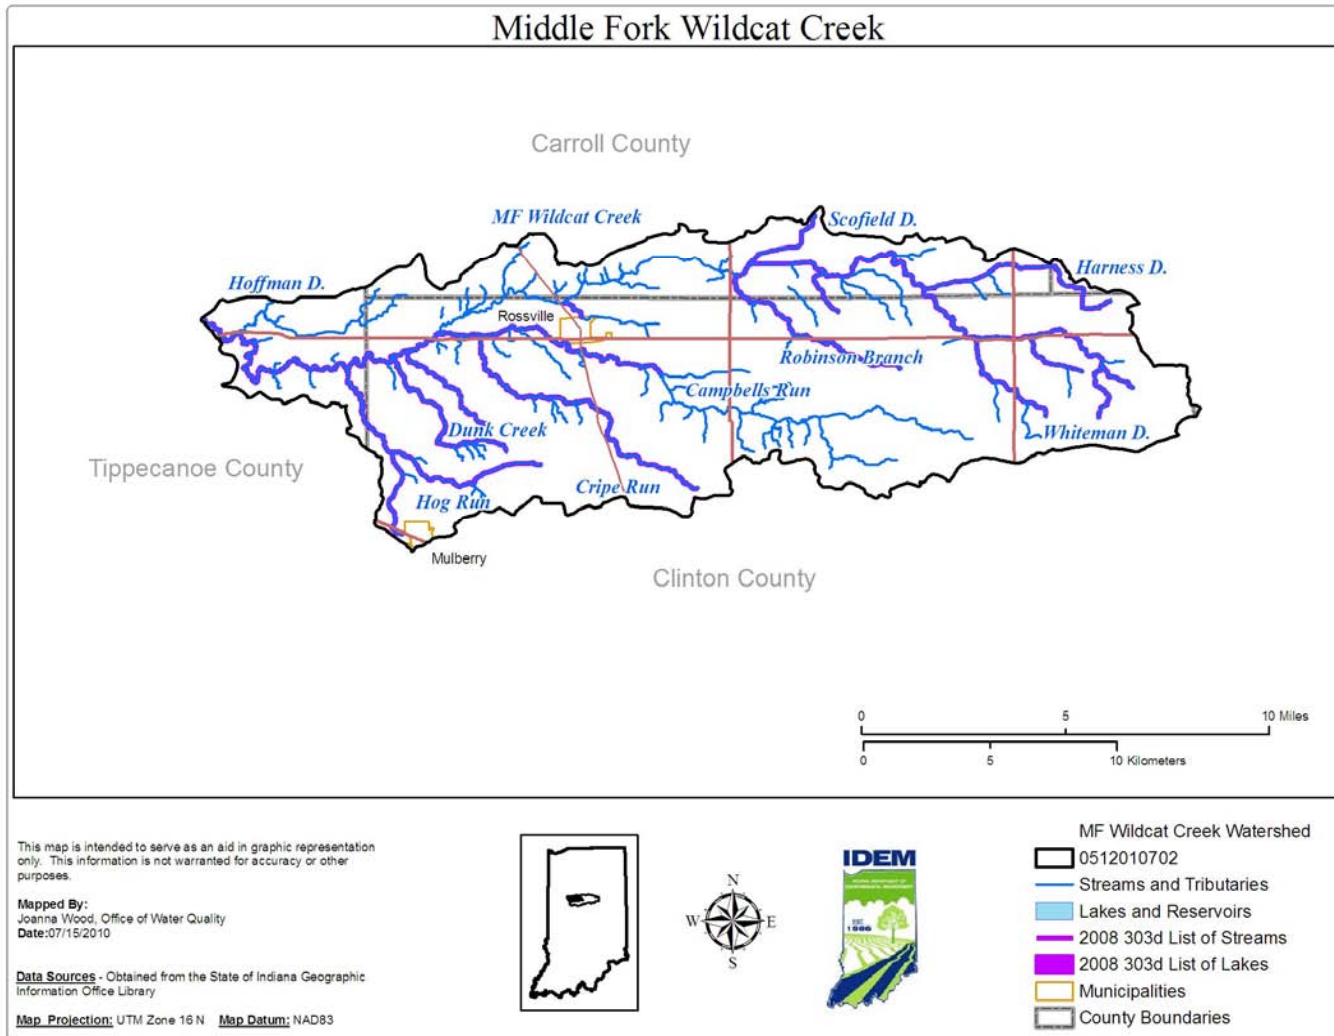 Middle Fork Wildcat Creek
Carroll County
MF Wildcat Creek
Scofield D.
Hoffman D.
Harness D.
Rossville
Robinson Branch
Campbells Run
Dunk Creek
Whiteman D.
Tippecanoe County
Hog Run
Cripe Run
Mulberry
Clinton County
0 5 10 Miles
0 5 10 Kilometers
This map is intended to serve as an aid in graphic representation
only. This information is not warranted for accuracy or other
purposes.
Mapped By:
Joanna Wood, Office of Water Quality
Date:07/15/2010
Data Sources - Obtained from the State of Indiana Geographic
Information Office Library
Map Projection: UTM Zone 16 N Map Datum: NAD83
N
W E
S
IDEM
EST.
1986
MF Wildcat Creek Watershed
0512010702
Streams and Tributaries
Lakes and Reservoirs
2008 303d List of Streams
2008 303d List of Lakes
Municipalities
County Boundaries